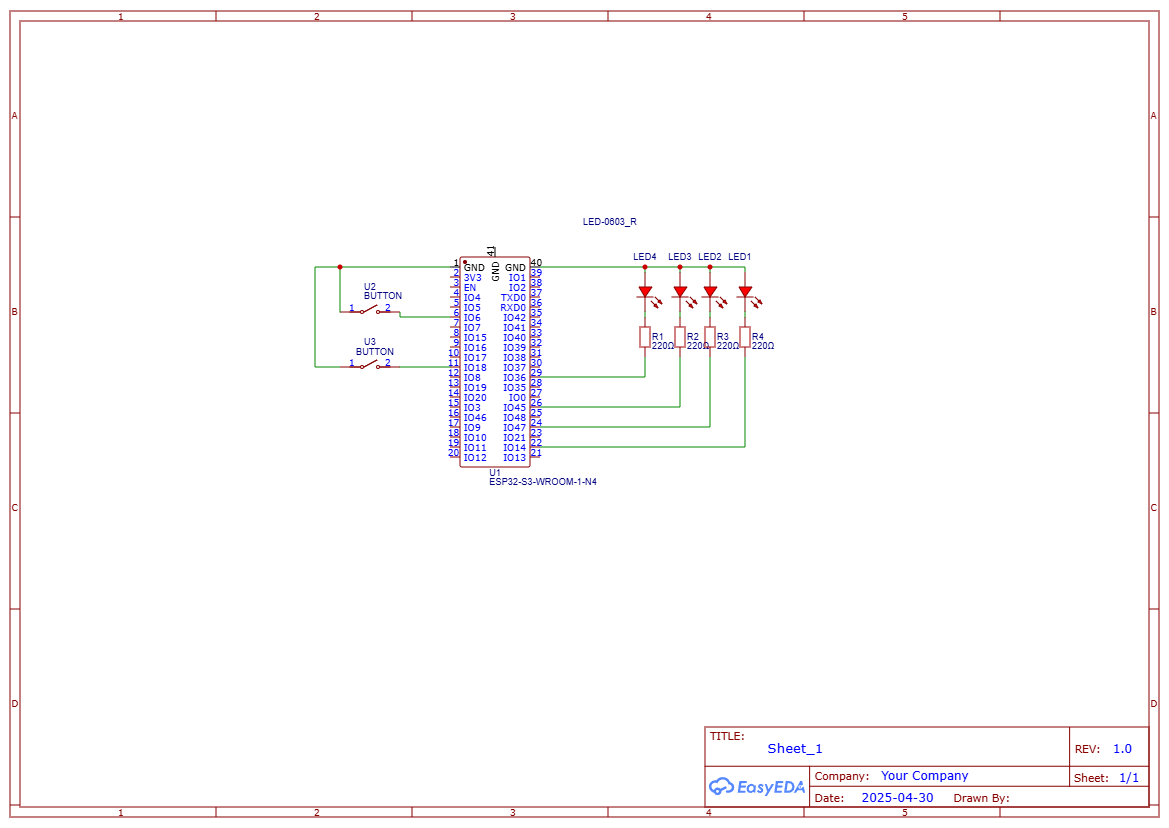 1 2 3 4 5
A A
LED-0603_R
41
GND
LED4 LED3 LED2 LED1
1 GND GND 40
2 3V3 IO1 39
3 EN IO2 38
4 IO4 TXD0 37
5 IO5 RXD0 36
6 IO6 IO42 35
7 IO7 IO41 34
8 IO15 IO40 33
9 IO16 IO39 32
10 IO17 IO38 31
11 IO18 IO37 30
12 IO8 IO36 29
13 IO19 IO35 28
14 IO20 IO0 27
15 IO3 IO45 26
16 IO46 IO48 25
17 IO9 IO47 24
18 IO10 IO21 23
19 IO11 IO14 22
20 IO12 IO13 21
U2
BUTTON
1 2
B B
U3
BUTTON
1 2
R1 R2 R3 R4
220Ω 220Ω 220Ω 220Ω
U1
ESP32-S3-WROOM-1-N4
C C
D D
TITLE:
Sheet_1
REV: 1.0
EasyEDA
Company: Your Company
Sheet: 1/1
Date: 2025-04-30 Drawn By:
1 2 3 4 5